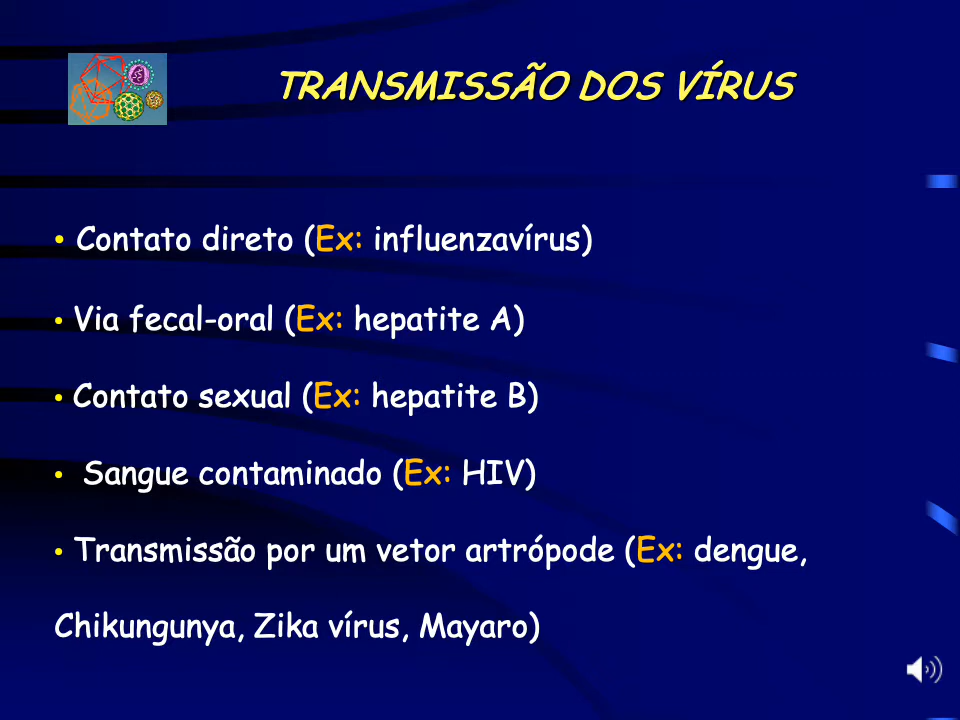 TRANSMISSÃO DOS VÍRUS
• Contato direto (Ex: influenzavírus)
• Via fecal-oral (Ex: hepatite A)
• Contato sexual (Ex: hepatite B)
• Sangue contaminado (Ex: HIV)
• Transmissão por um vetor artrópode (Ex: dengue,
Chikungunya, Zika vírus, Mayaro)